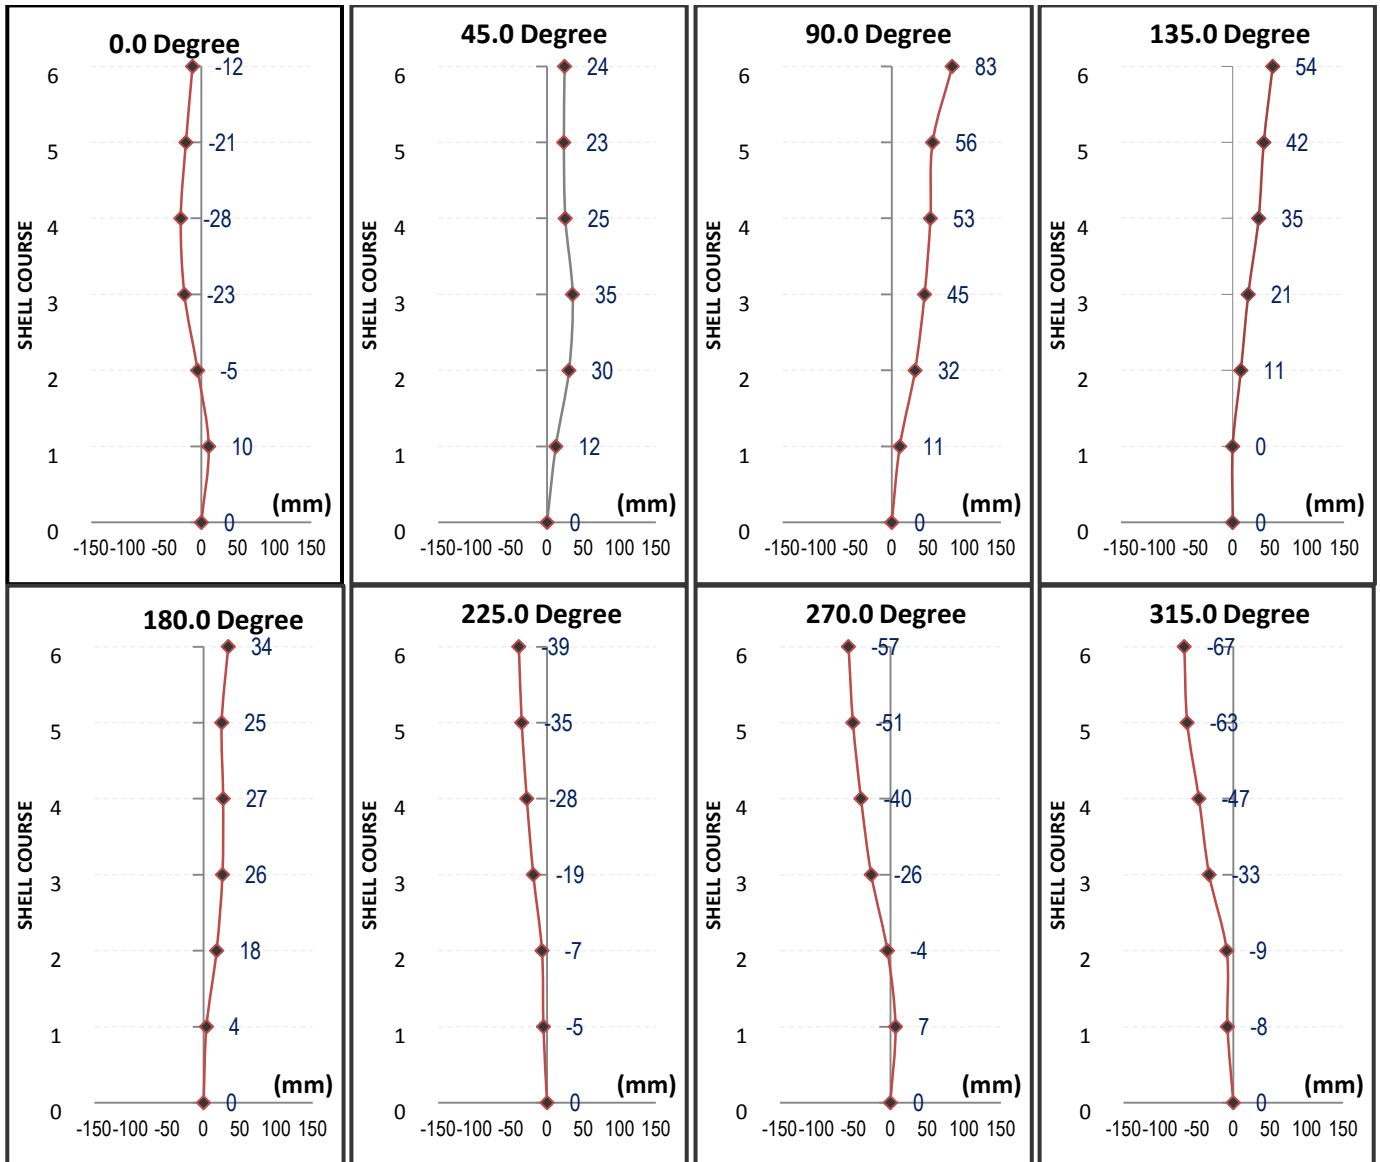 0.0 Degree
6 -12
5 -21
4 -28
3 -23
2 -5
1 10
0 0
SHELL COURSE
(mm)
-150 -100 -50 0 50 100 150
45.0 Degree
6 24
5 23
4 25
3 35
2 30
1 12
0 0
SHELL COURSE
(mm)
-150 -100 -50 0 50 100 150
90.0 Degree
6 83
5 56
4 53
3 45
2 32
1 11
0 0
SHELL COURSE
(mm)
-150 -100 -50 0 50 100 150
135.0 Degree
6 54
5 42
4 35
3 21
2 11
1 0
0 0
SHELL COURSE
(mm)
-150 -100 -50 0 50 100 150
180.0 Degree
6 34
5 25
4 27
3 26
2 18
1 4
0 0
SHELL COURSE
(mm)
-150 -100 -50 0 50 100 150
225.0 Degree
6 -39
5 -35
4 -28
3 -19
2 -7
1 -5
0 0
SHELL COURSE
(mm)
-150 -100 -50 0 50 100 150
270.0 Degree
6 -57
5 -51
4 -40
3 -26
2 -4
1 7
0 0
SHELL COURSE
(mm)
-150 -100 -50 0 50 100 150
315.0 Degree
6 -67
5 -63
4 -47
3 -33
2 -9
1 -8
0 0
SHELL COURSE
(mm)
-150 -100 -50 0 50 100 150